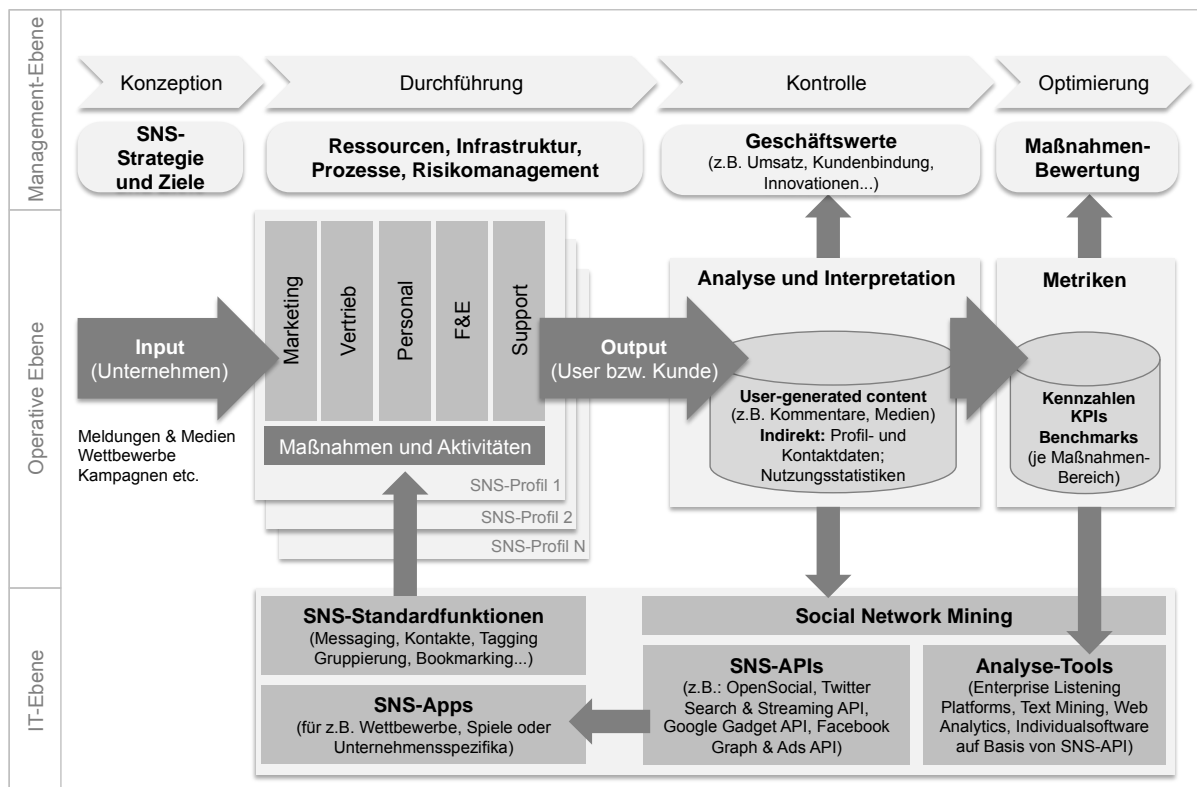 Management-Ebene
Konzeption
Durchführung
Kontrolle
Optimierung
SNS-
Strategie
und Ziele
Ressourcen, Infrastruktur,
Prozesse, Risikomanagement
Geschäftswerte
(z.B. Umsatz, Kundenbindung,
Innovationen...)
Maßnahmen-
Bewertung
Operative Ebene
Input
(Unternehmen)
Meldungen & Medien
Wettbewerbe
Kampagnen etc.
Marketing
Vertrieb
Personal
F&E
Support
Maßnahmen und Aktivitäten
SNS-Profil 1
SNS-Profil 2
SNS-Profil N
Output
(User bzw. Kunde)
Analyse und Interpretation
User-generated content
(z.B. Kommentare, Medien)
Indirekt: Profil- und
Kontaktdaten;
Nutzungsstatistiken
Metriken
Kennzahlen
KPIs
Benchmarks
(je Maßnahmen-
Bereich)
IT-Ebene
SNS-Standardfunktionen
(Messaging, Kontakte, Tagging
Gruppierung, Bookmarking...)
SNS-Apps
(für z.B. Wettbewerbe, Spiele oder
Unternehmensspezifika)
Social Network Mining
SNS-APIs
(z.B.: OpenSocial, Twitter
Search & Streaming API,
Google Gadget API, Facebook
Graph & Ads API)
Analyse-Tools
(Enterprise Listening
Platforms, Text Mining, Web
Analytics, Individualsoftware
auf Basis von SNS-API)